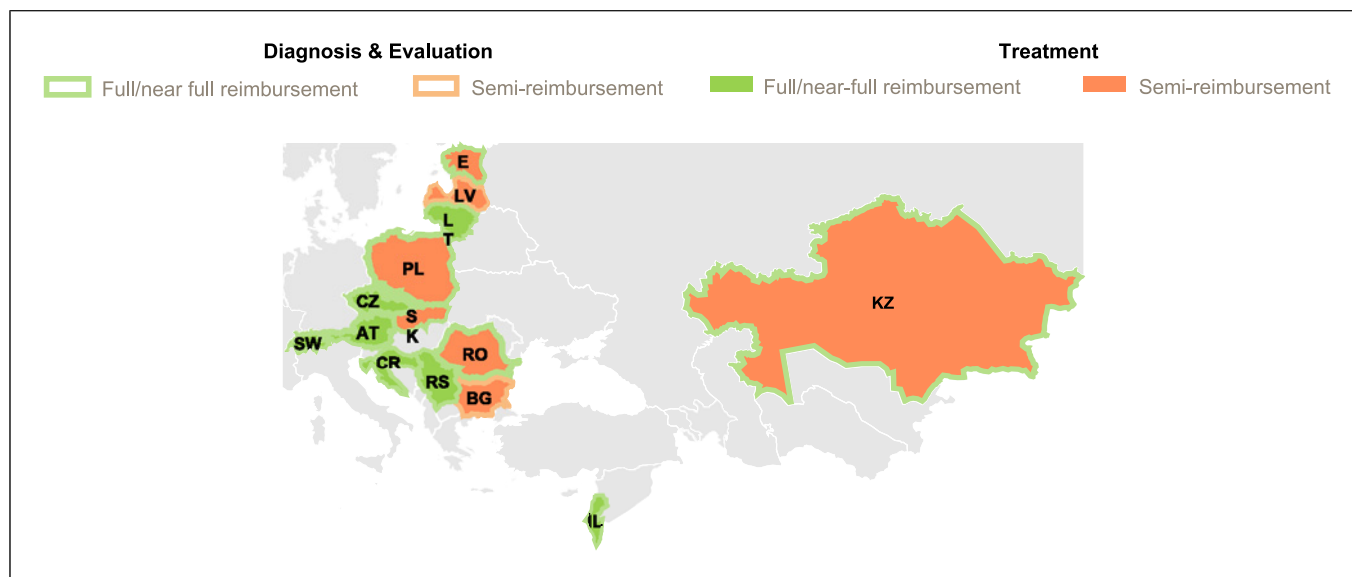 Diagnosis & Evaluation
Treatment
Full/near full reimbursement
Semi-reimbursement
Full/near-full reimbursement
Semi-reimbursement
E
LV
L
T
PL
CZ
S
K
AT
SW
CR
RO
RS
BG
KZ
IL